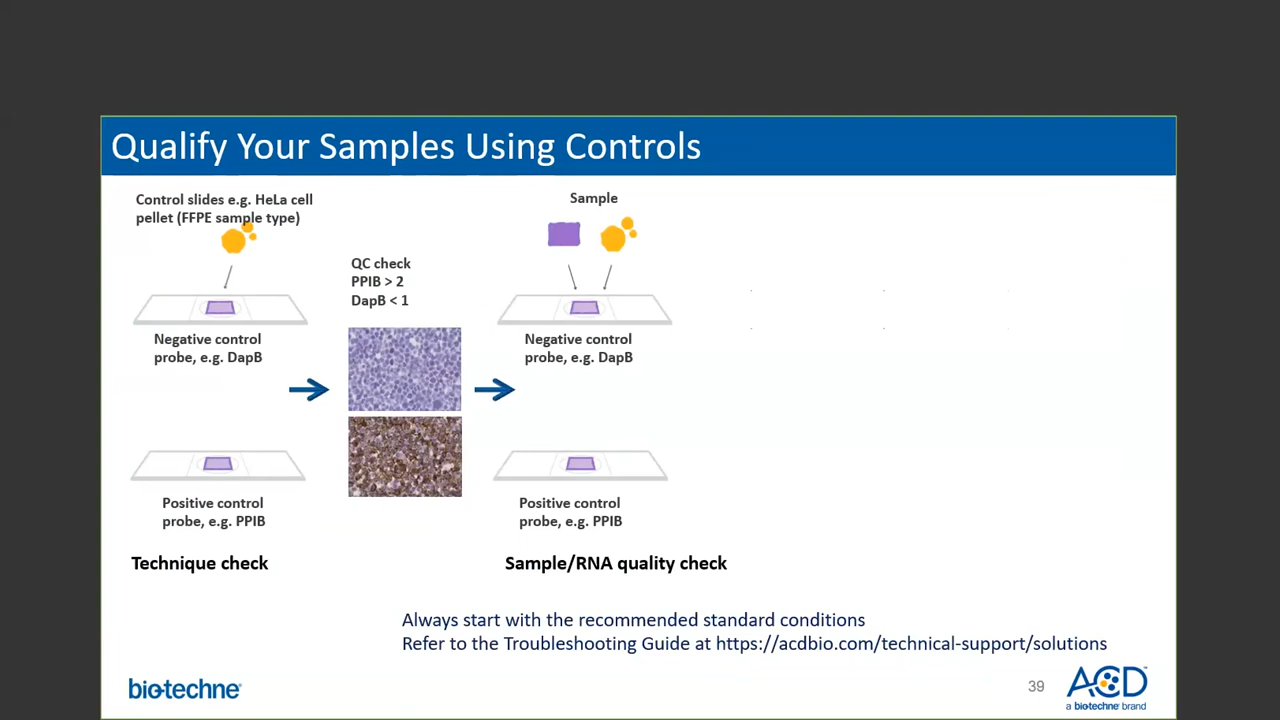 Qualify Your Samples Using Controls
Control slides e.g. HeLa cell
pellet (FFPE sample type)
Negative control
probe, e.g. DapB
Positive control
probe, e.g. PPIB
Technique check
QC check
PPIB > 2
DapB < 1
Sample
Negative control
probe, e.g. DapB
Positive control
probe, e.g. PPIB
Sample/RNA quality check
Always start with the recommended standard conditions
Refer to the Troubleshooting Guide at https://acdbio.com/technical-support/solutions
bio-techne®
39
ACD™
a bio-techne® brand